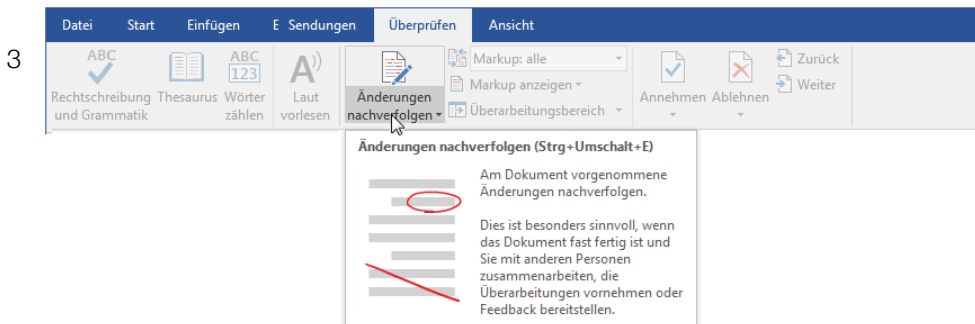 Datei Start Einfügen E Sendungen Überprüfen Ansicht
3
ABC
Rechtschreibung
und Grammatik
Thesaurus
ABC
123
Wörter
zählen
A
Laut
vorlesen
Änderungen
nachverfolgen
Markup: alle
Markup anzeigen
Überarbeitungsbereich
Annehmen
Ablehnen
Zurück
Weiter
Änderungen nachverfolgen (Strg+Umschalt+E)
Am Dokument vorgenommene
Änderungen nachverfolgen.
Dies ist besonders sinnvoll, wenn
das Dokument fast fertig ist und
Sie mit anderen Personen
zusammenarbeiten, die
Überarbeitungen vornehmen oder
Feedback bereitstellen.